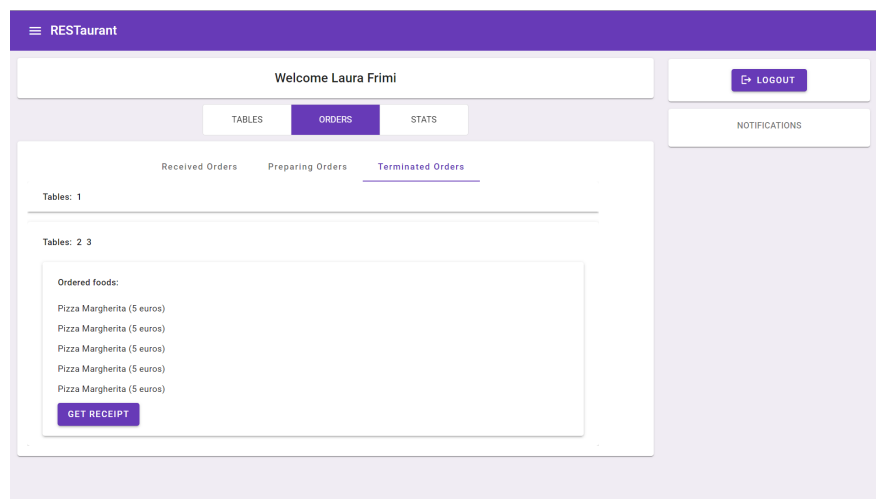 RESTaurant
Welcome Laura Frimi
LOGOUT
TABLES ORDERS STATS
NOTIFICATIONS
Received Orders Preparing Orders Terminated Orders
Tables: 1
Tables: 2 3
Ordered foods:
Pizza Margherita (5 euros)
Pizza Margherita (5 euros)
Pizza Margherita (5 euros)
Pizza Margherita (5 euros)
Pizza Margherita (5 euros)
GET RECEIPT